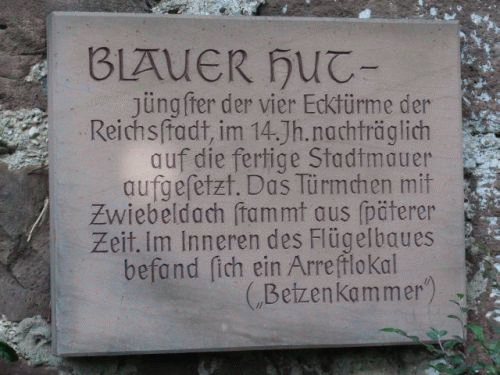 BLAUER HUT –
jüngſter der vier Ecktürme der
Reichsſtadt, im 14. Jh. nachträglich
auf die fertige Stadtmauer
aufgeſetzt. Das Türmchen mit
Zwiebeldach ſtammt aus ſpäterer
Zeit. Im Inneren des Flügelbaues
befand ſich ein Arreſtlokal
(„Betzenkammer”)